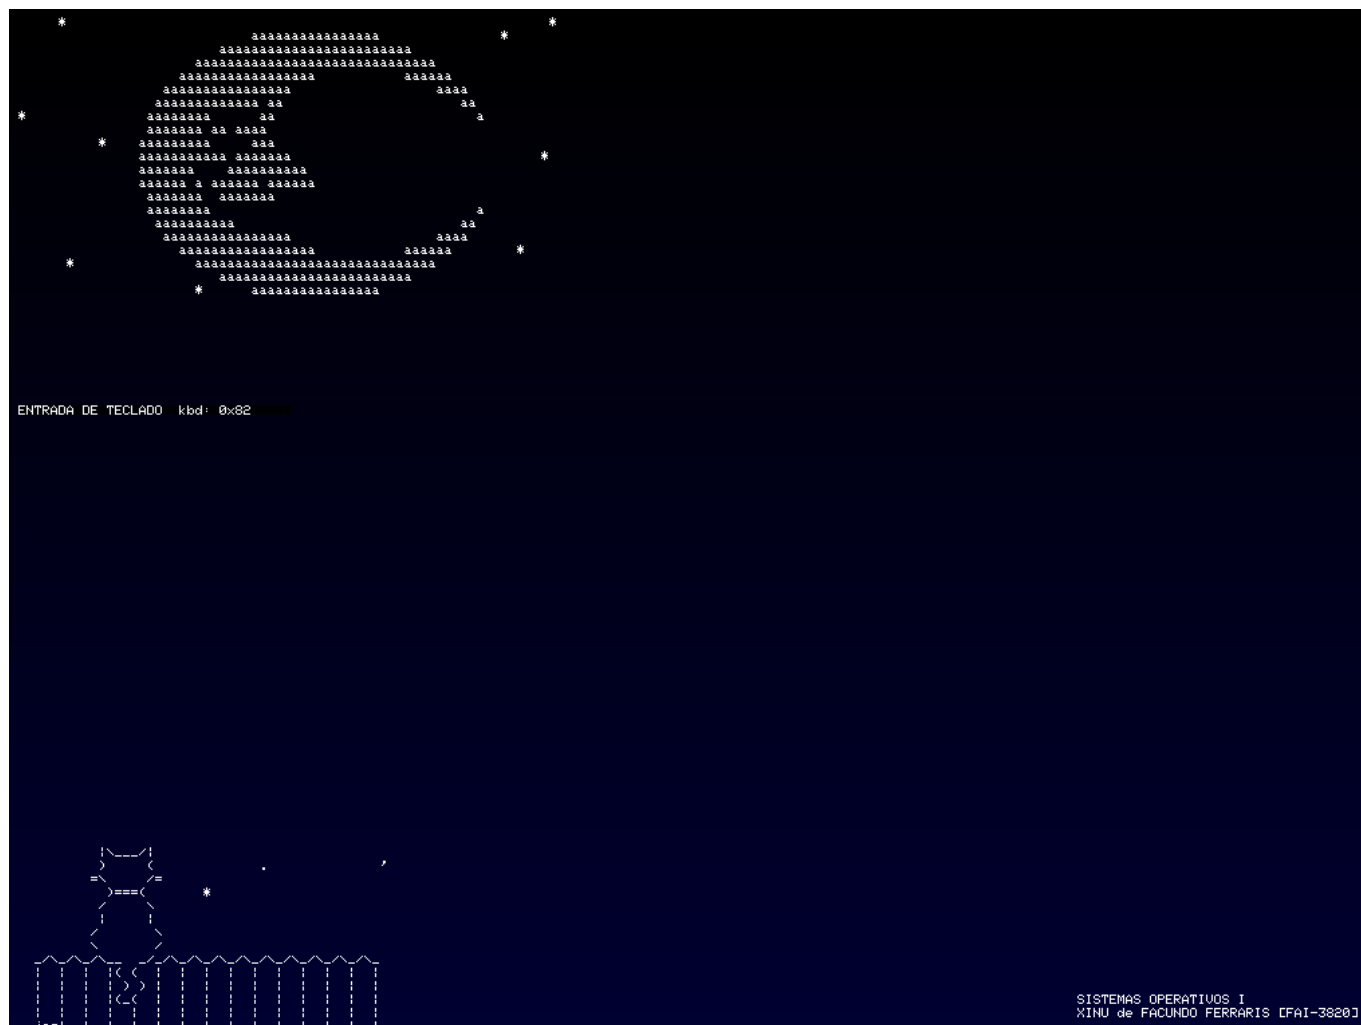 ENTRADA DE TECLADO kbd: 0x82
SISTEMAS OPERATIVOS I
XINU de FACUNDO FERRARIS [FAI-3820]